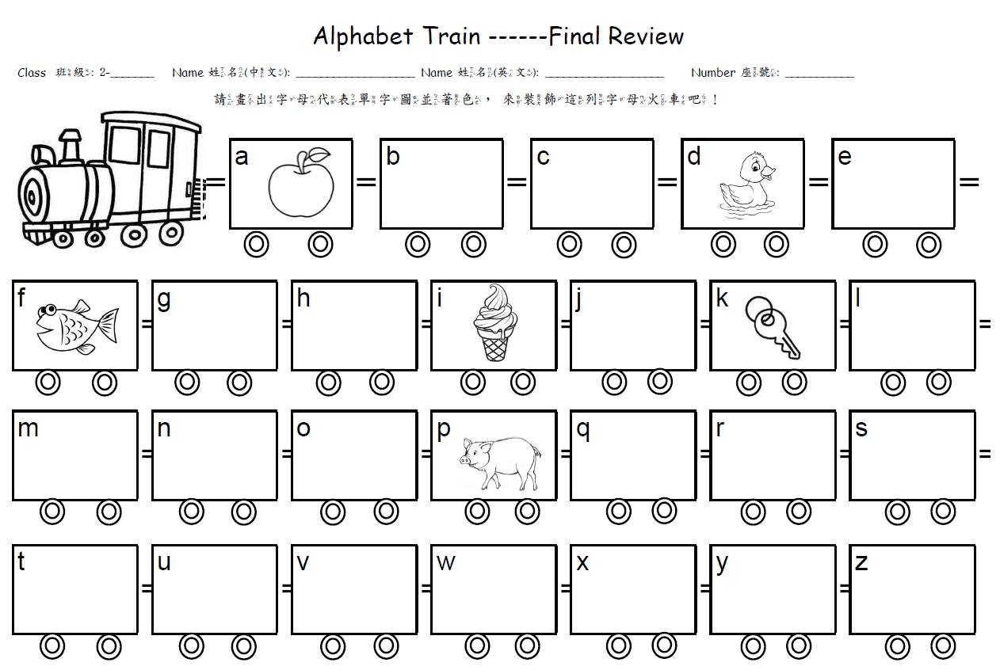 Alphabet Train ------Final Review
Class 班級: 2-_______ Name 姓名(中文): ___________________ Name 姓名(英文): ___________________ Number 座號: ___________
請畫出字母代表單字圖並著色， 來裝飾這列字母火車吧！
a b c d e
f g h i j k l
m n o p q r s
t u v w x y z